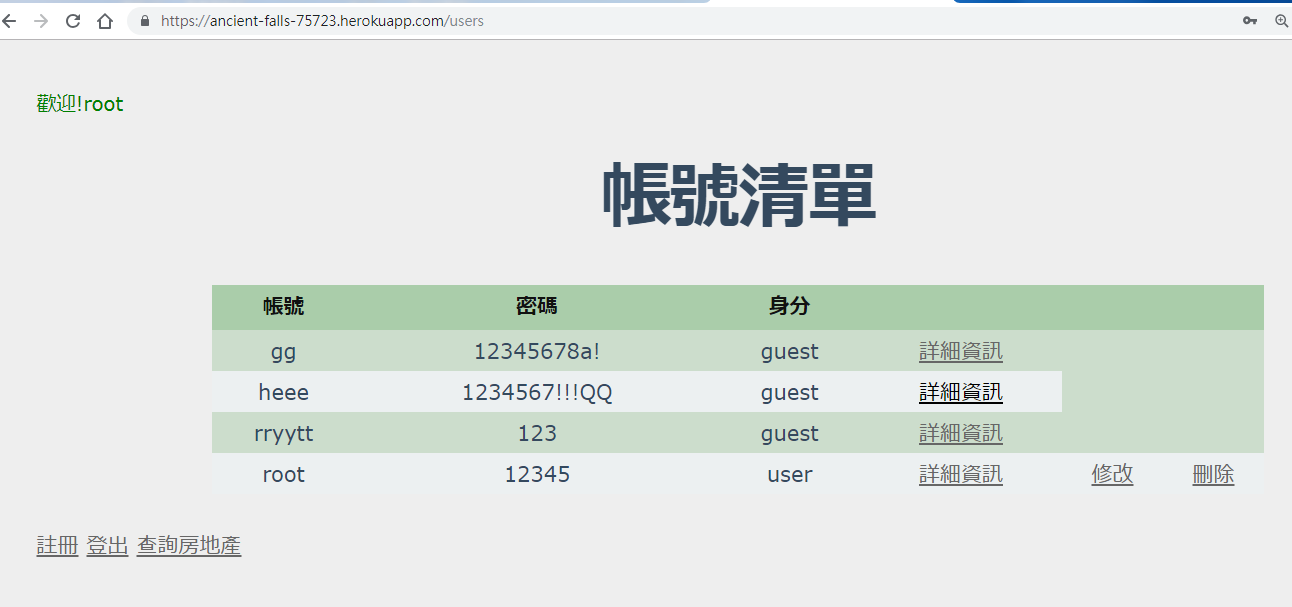 https://ancient-falls-75723.herokuapp.com/users
歡迎!root
帳號清單
帳號 密碼 身分
gg 12345678a! guest 詳細資訊
heee 1234567!!!QQ guest 詳細資訊
rryytt 123 guest 詳細資訊
root 12345 user 詳細資訊 修改 刪除
註冊 登出 查詢房地產